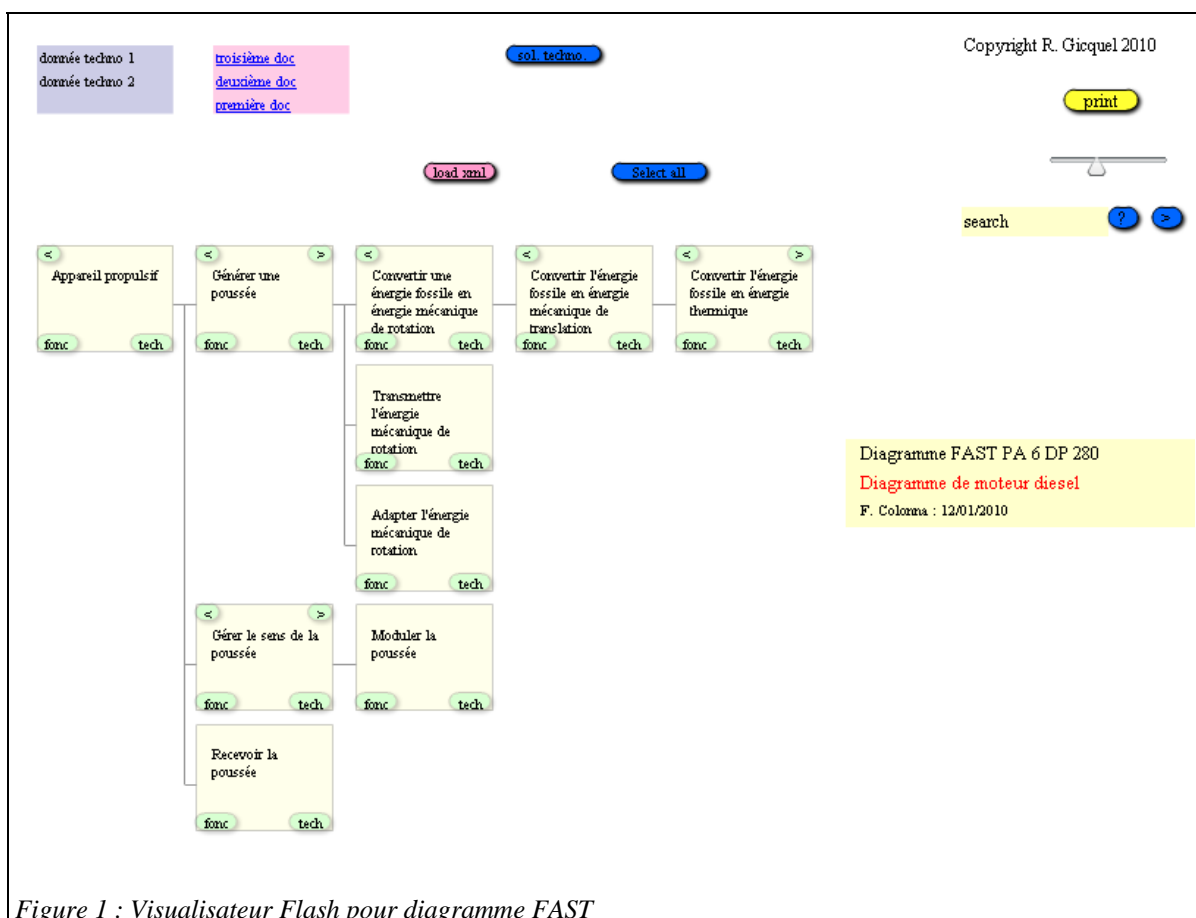 donnée techno 1
donnée techno 2
troisième doc
deuxième doc
première doc
sol. techno.
Copyright R. Gicquel 2010
print
load xml
Select all
search
?
>
<
Appareil propulsif
fonc tech
< >
Générer une
poussée
fonc tech
<
Convertir une
énergie fossile en
énergie mécanique
de rotation
fonc tech
<
Convertir l'énergie
fossile en énergie
mécanique de
translation
fonc tech
< >
Convertir l'énergie
fossile en énergie
thermique
fonc tech
Transmettre
l'énergie
mécanique de
rotation
fonc tech
Adapter l'énergie
mécanique de
rotation
fonc tech
Diagramme FAST PA 6 DP 280
Diagramme de moteur diesel
F. Colonna : 12/01/2010
< >
Gérer le sens de la
poussée
fonc tech
Moduler la
poussée
fonc tech
Recevoir la
poussée
fonc tech
Figure 1 : Visualisateur Flash pour diagramme FAST